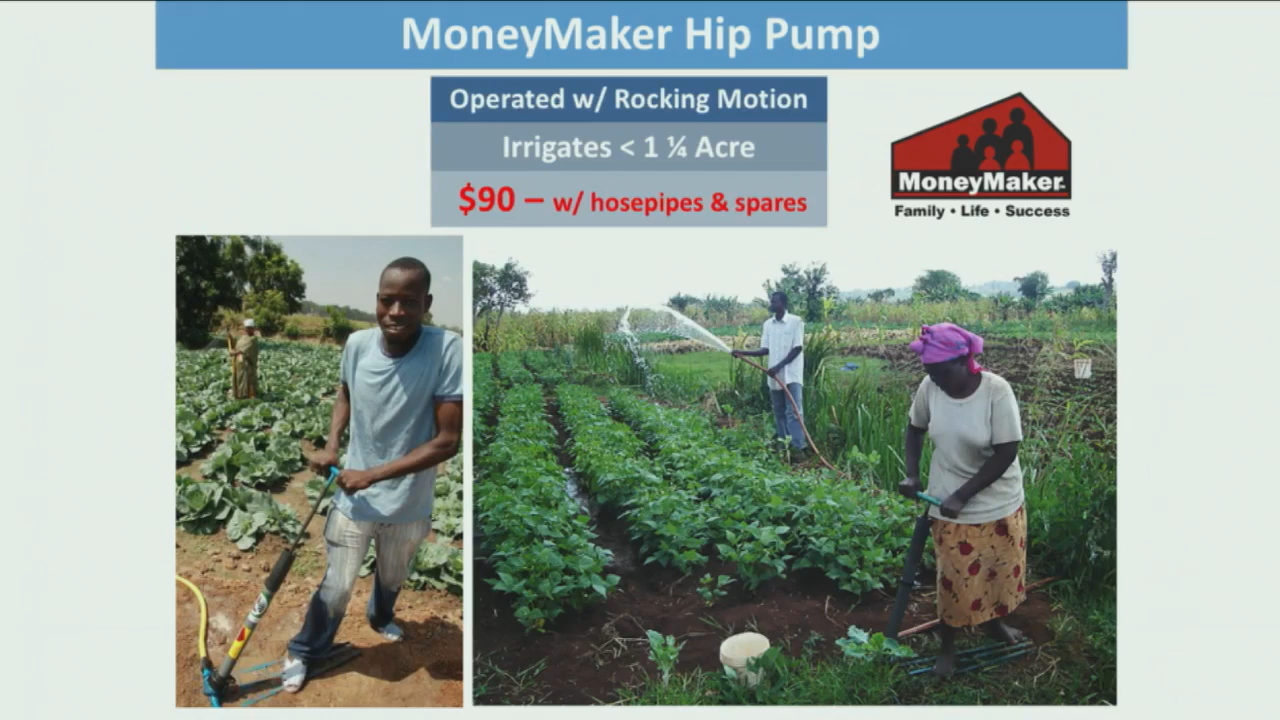 MoneyMaker Hip Pump
Operated w/ Rocking Motion
Irrigates < 1 ¼ Acre
$90 – w/ hosepipes & spares
MoneyMaker
Family • Life • Success